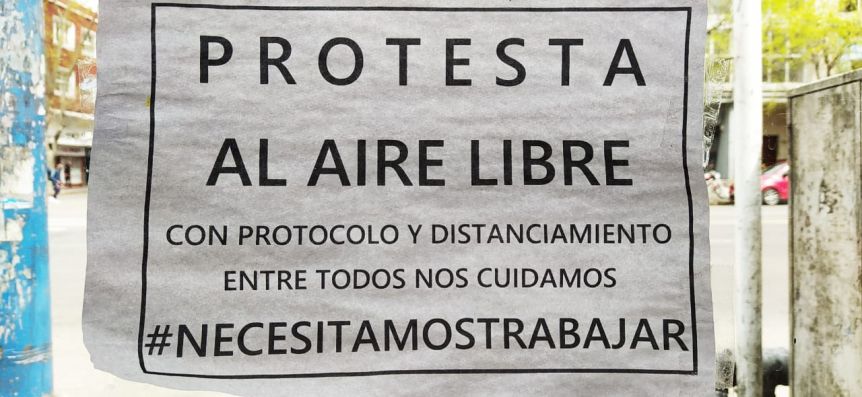 PROTESTA
AL AIRE LIBRE
CON PROTOCOLO Y DISTANCIAMIENTO
ENTRE TODOS NOS CUIDAMOS
#NECESITAMOSTRABAJAR